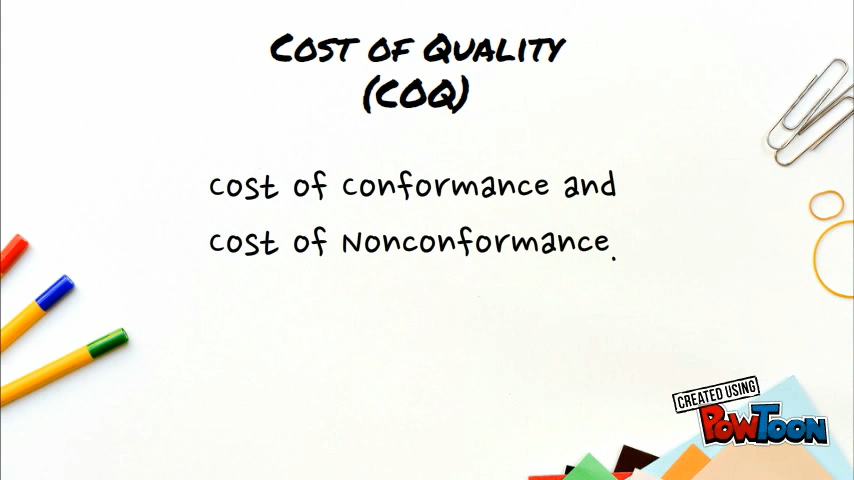 Cost of Quality
(COQ)
Cost of Conformance and
Cost of Nonconformance.
CREATED USING
POWTOON